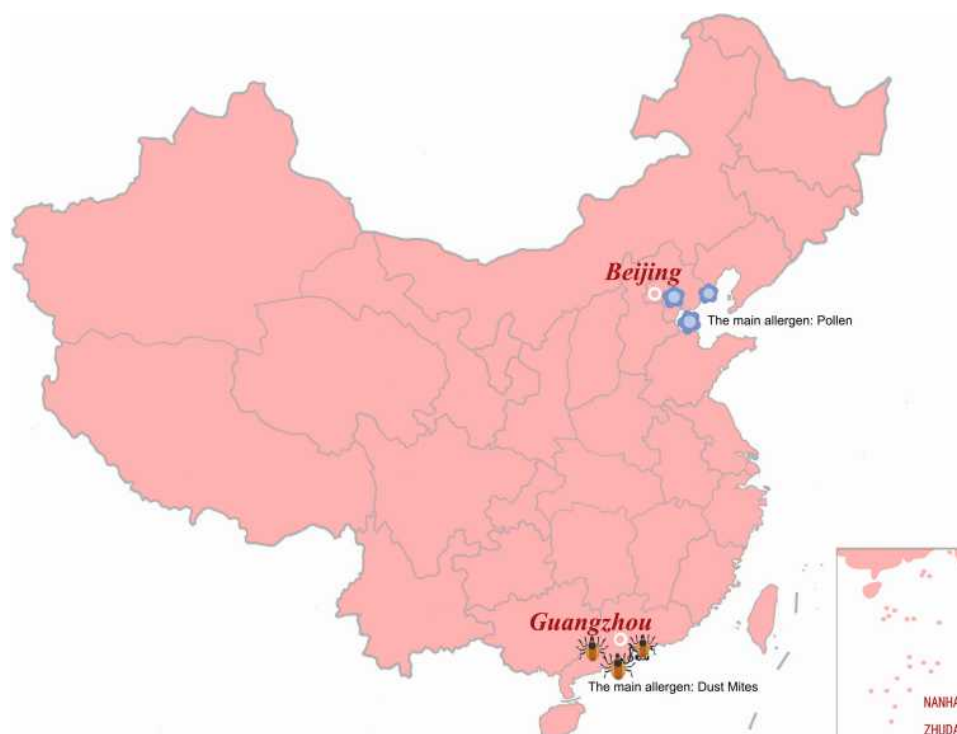 Beijing
The main allergen: Pollen
Guangzhou
The main allergen: Dust Mites
NANHA
ZHUDA